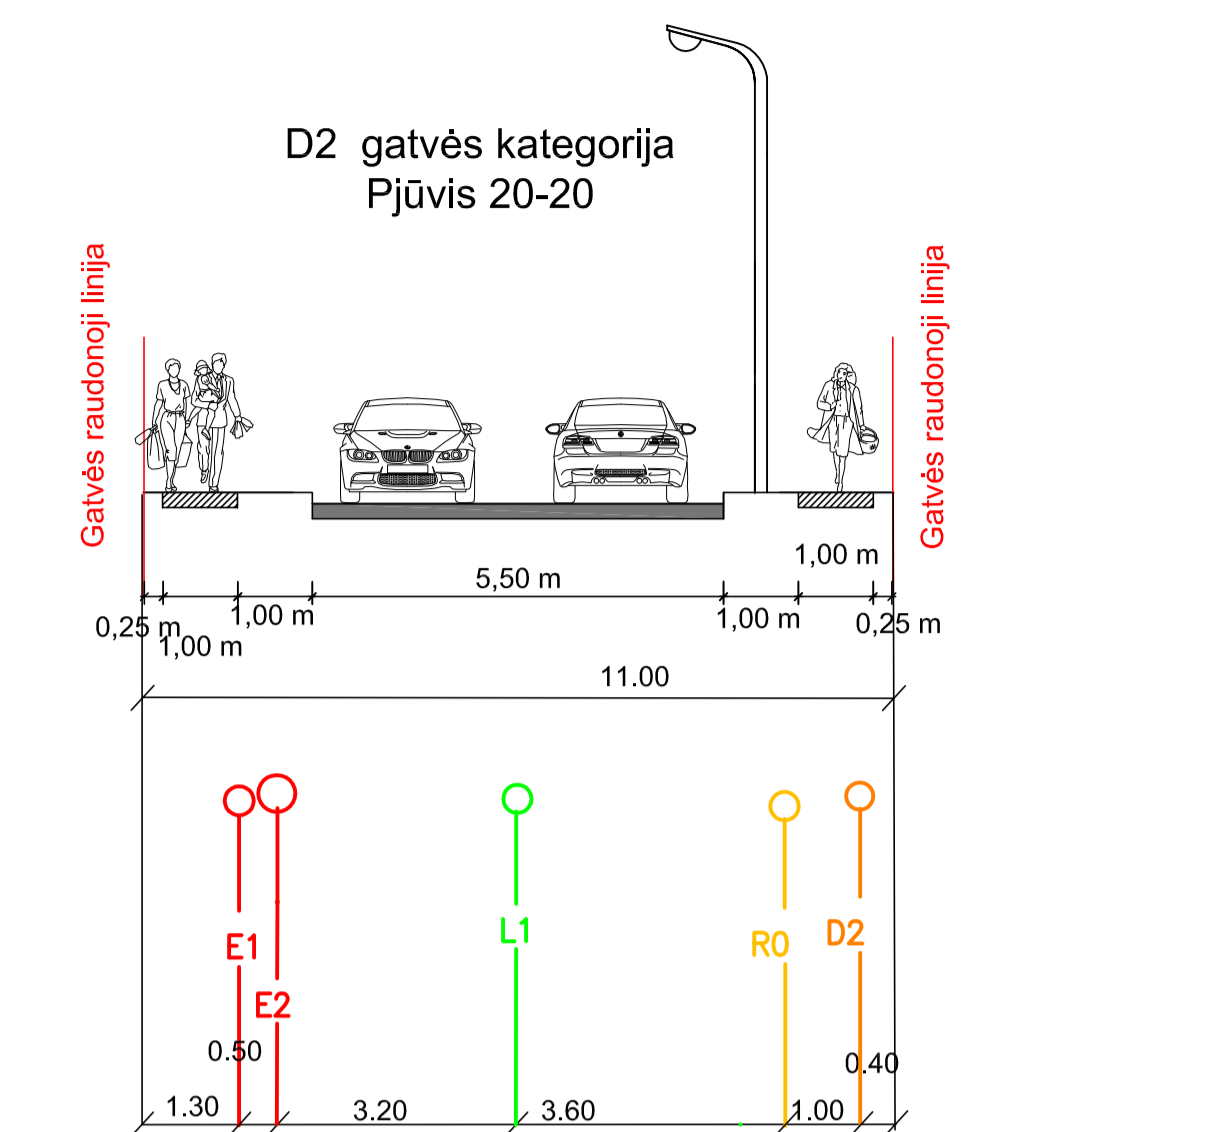 D2 gatvės kategorija
Pjūvis 20-20
Gatvės raudonoji linija
Gatvės raudonoji linija
1,00 m
5,50 m
0,25 m
1,00 m
1,00 m
1,00 m
0,25 m
11.00
E1
E2
L1
R0
D2
0.50
0.40
1.30
3.20
3.60
1.00